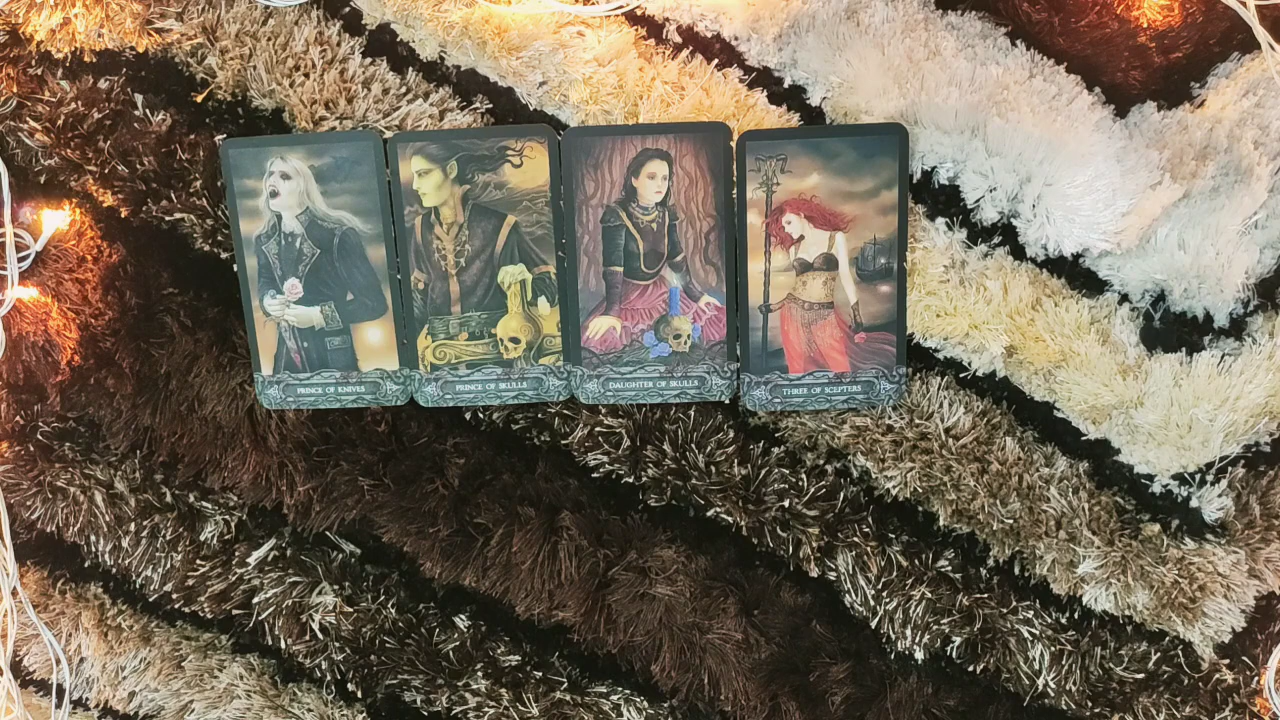 PRINCE OF KNIVES
PRINCE OF SKULLS
DAUGHTER OF SKULLS
THREE OF SCEPTERS